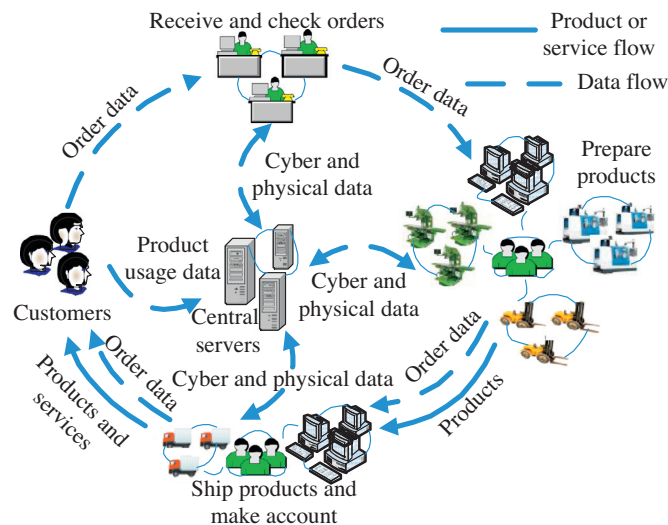 Receive and check orders
Product or
service flow
Data flow
Order data
Order data
Prepare
products
Cyber and
physical data
Product
usage data
Cyber and
physical data
Customers
Central
servers
Order data
Products
Order data
Products and
services
Cyber and physical data
Ship products and
make account